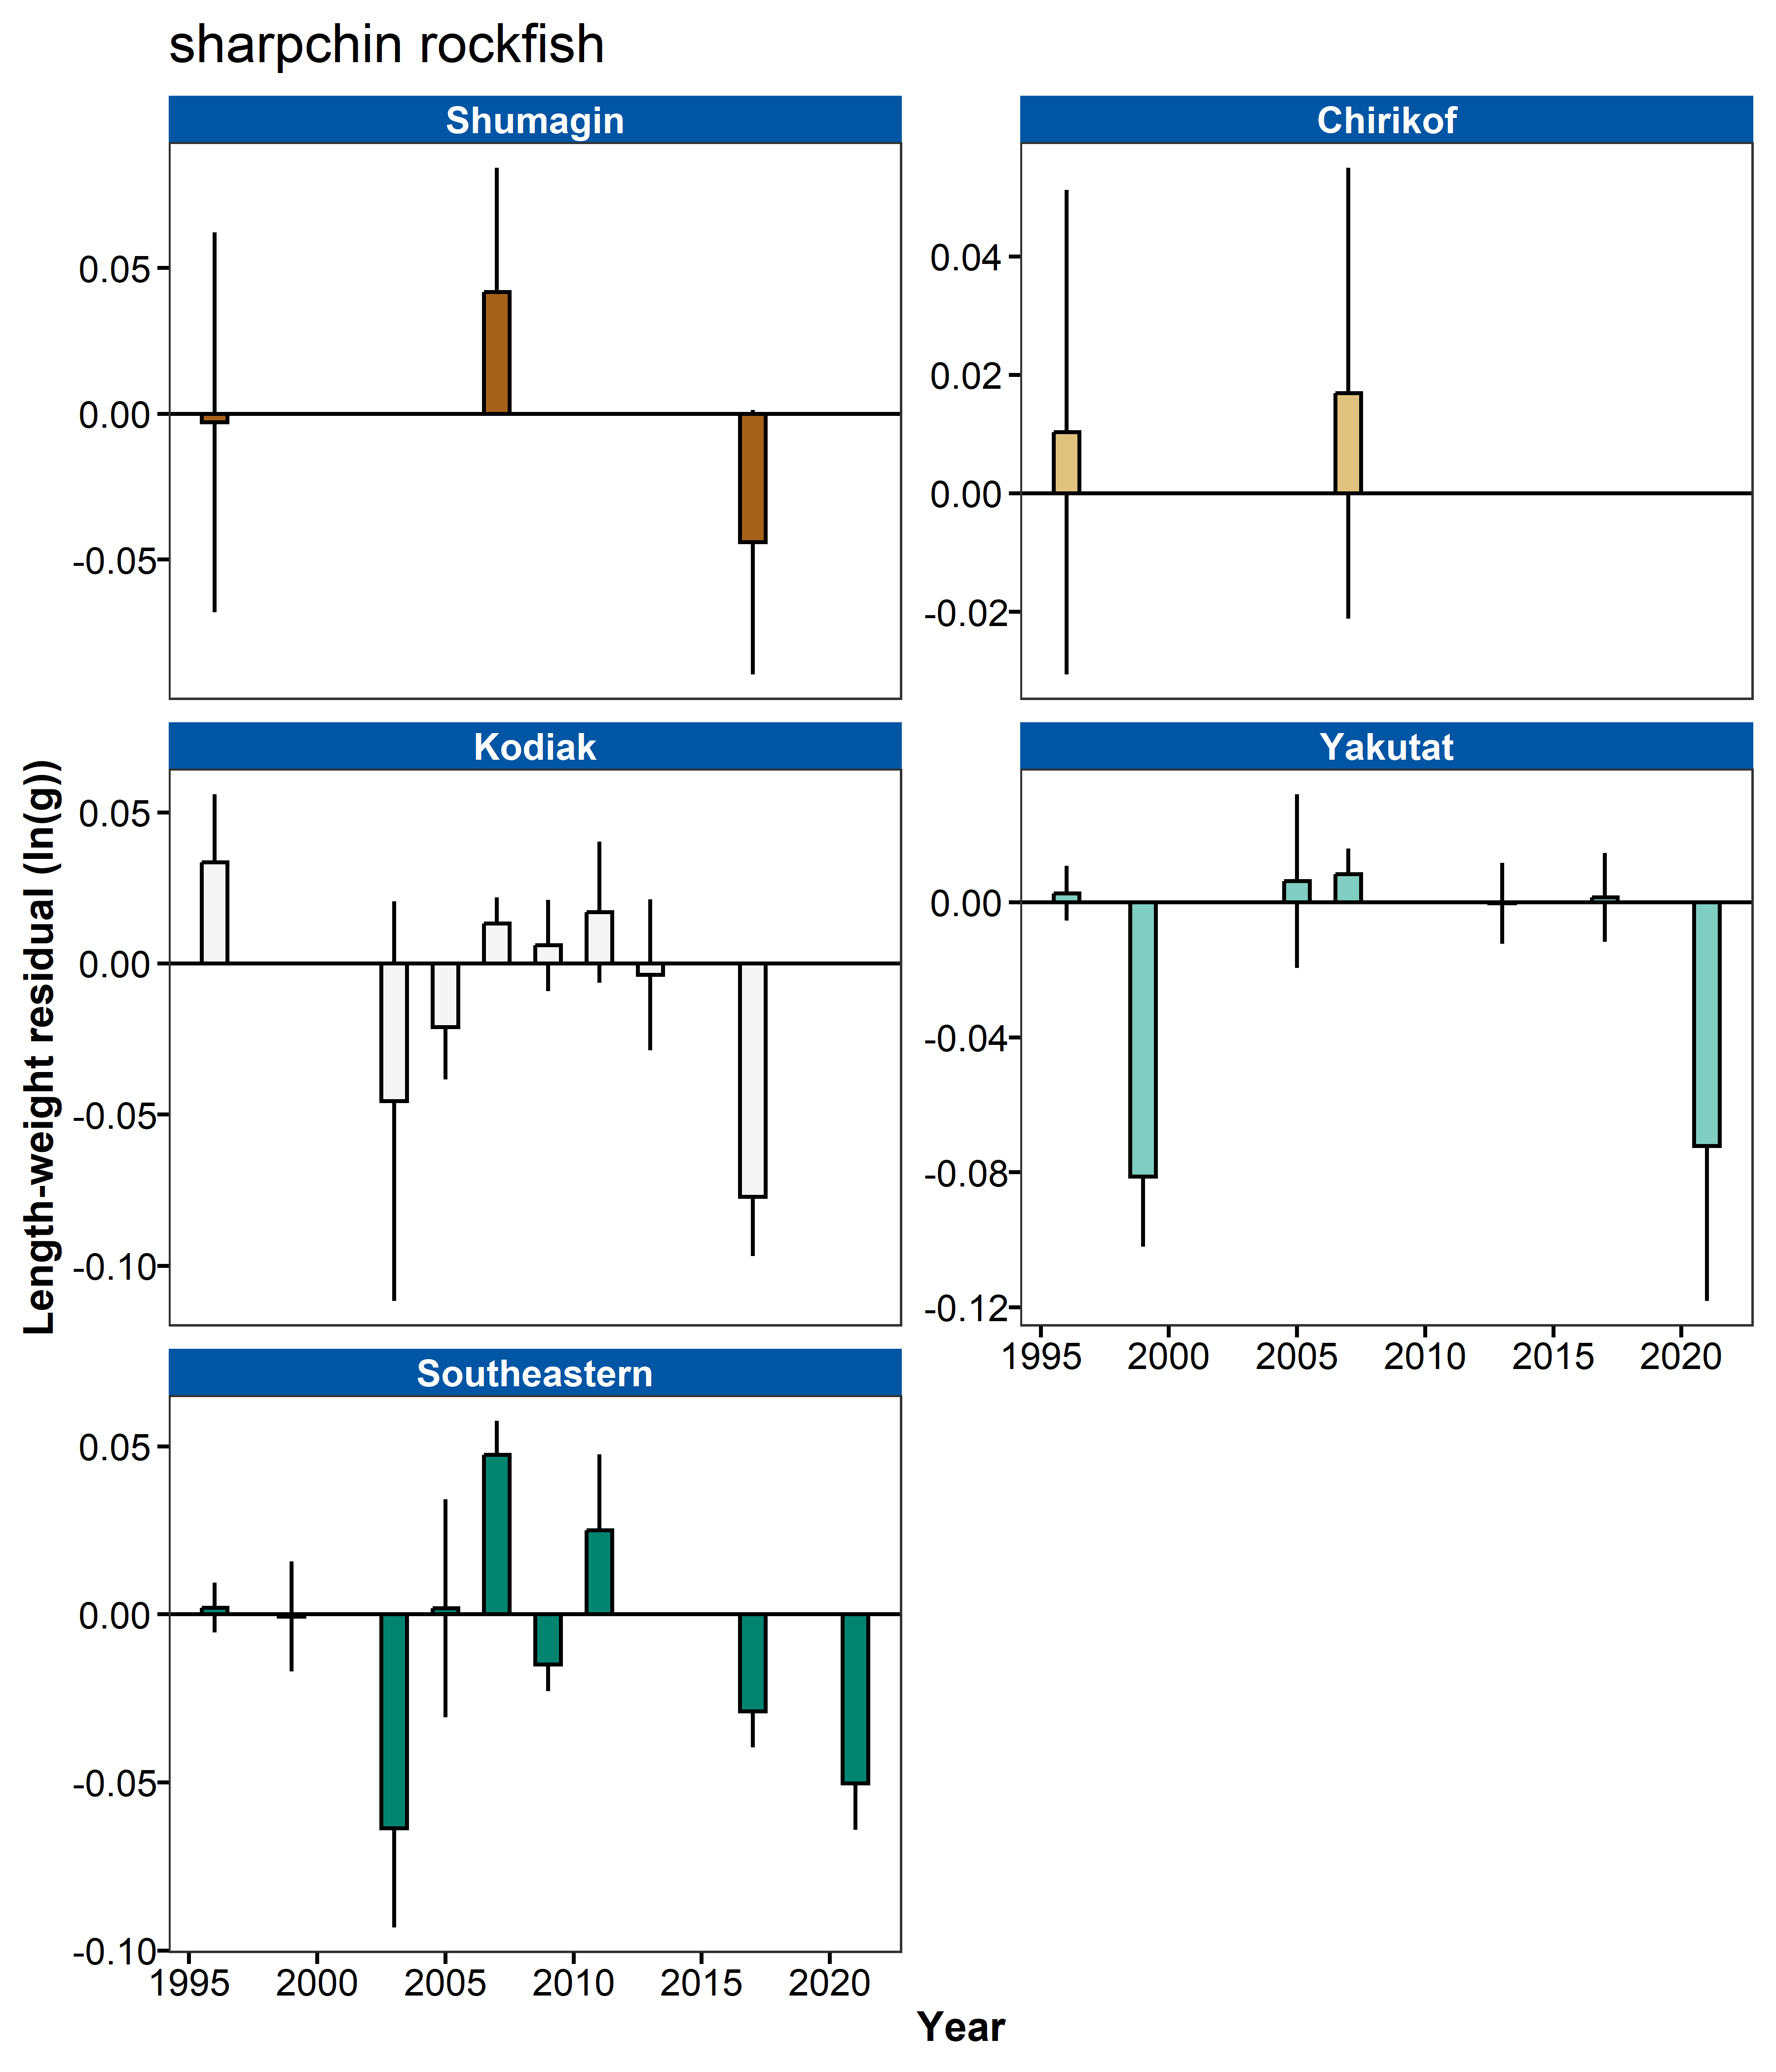 sharpchin rockfish
Shumagin
0.05
0.00
-0.05
Chirikof
0.04
0.02
0.00
-0.02
Length-weight residual (ln(g))
Kodiak
0.05
0.00
-0.05
-0.10
Yakutat
0.00
-0.04
-0.08
-0.12
1995 2000 2005 2010 2015 2020
Southeastern
0.05
0.00
-0.05
-0.10
1995 2000 2005 2010 2015 2020
Year